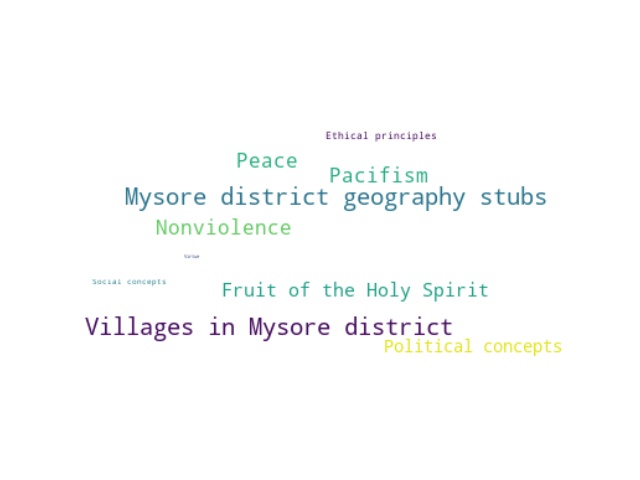 Ethical principles
Peace
Pacifism
Mysore district geography stubs
Nonviolence
Social concepts
Fruit of the Holy Spirit
Villages in Mysore district
Political concepts